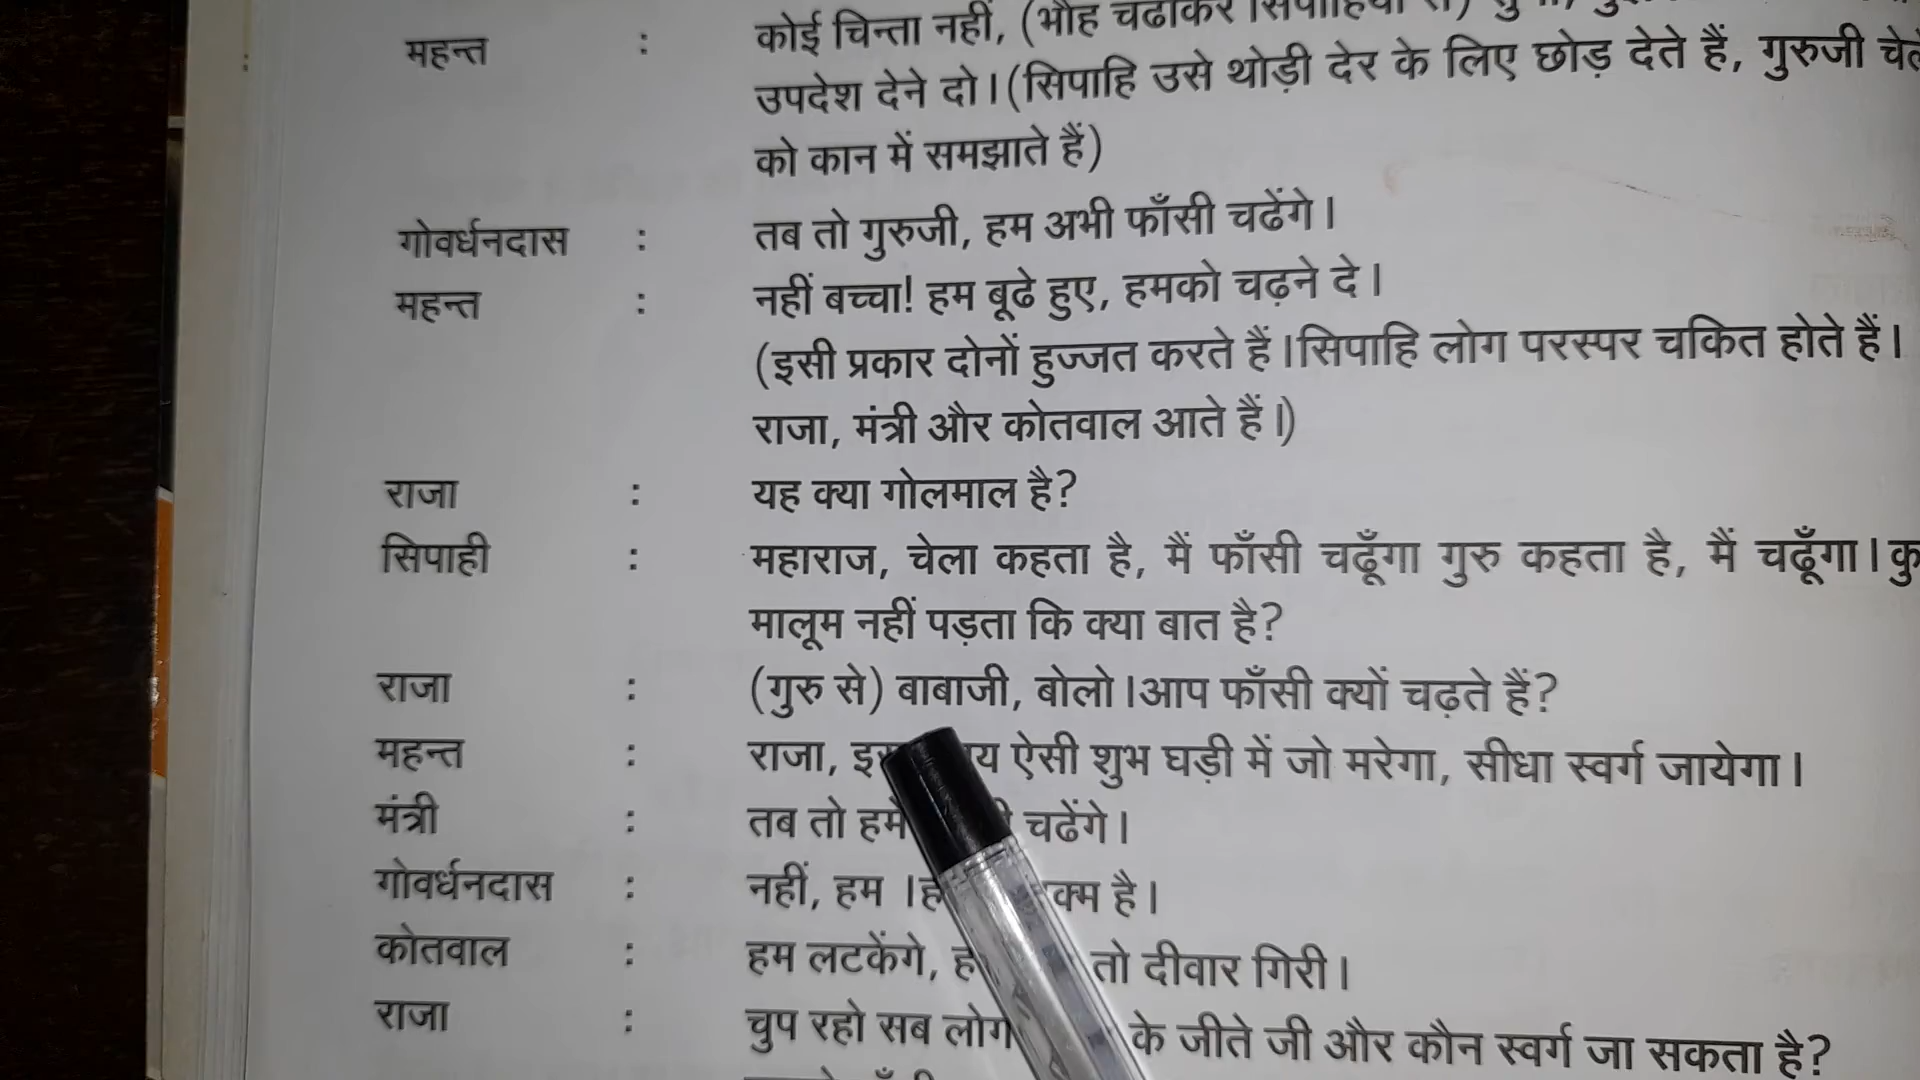 महन्त : कोई चिन्ता नहीं, (भौंह चढाकर सिपाहियों से)
उपदेश देने दो। (सिपाहि उसे थोड़ी देर के लिए छोड़ देते हैं, गुरुजी
को कान में समझाते हैं)
गोवर्धनदास : तब तो गुरुजी, हम अभी फाँसी चढेंगे।
महन्त : नहीं बच्चा! हम बूढे हुए, हमको चढ़ने दे।
(इसी प्रकार दोनों हुज्जत करते हैं।सिपाहि लोग परस्पर चकित होते हैं।
राजा, मंत्री और कोतवाल आते हैं।)
राजा : यह क्या गोलमाल है?
सिपाही : महाराज, चेला कहता है, मैं फाँसी चढूँगा गुरु कहता है, मैं चढूँगा।
मालूम नहीं पड़ता कि क्या बात है?
राजा : (गुरु से) बाबाजी, बोलो।आप फाँसी क्यों चढ़ते हैं?
महन्त : राजा, ऐसी शुभ घड़ी में जो मरेगा, सीधा स्वर्ग जायेगा।
मंत्री : तब तो चढेंगे।
गोवर्धनदास : नहीं, हम । है।
कोतवाल : हम लटकेंगे, तो दीवार गिरी।
राजा : चुप रहो सब लोग के जीते जी और कौन स्वर्ग जा सकता है?